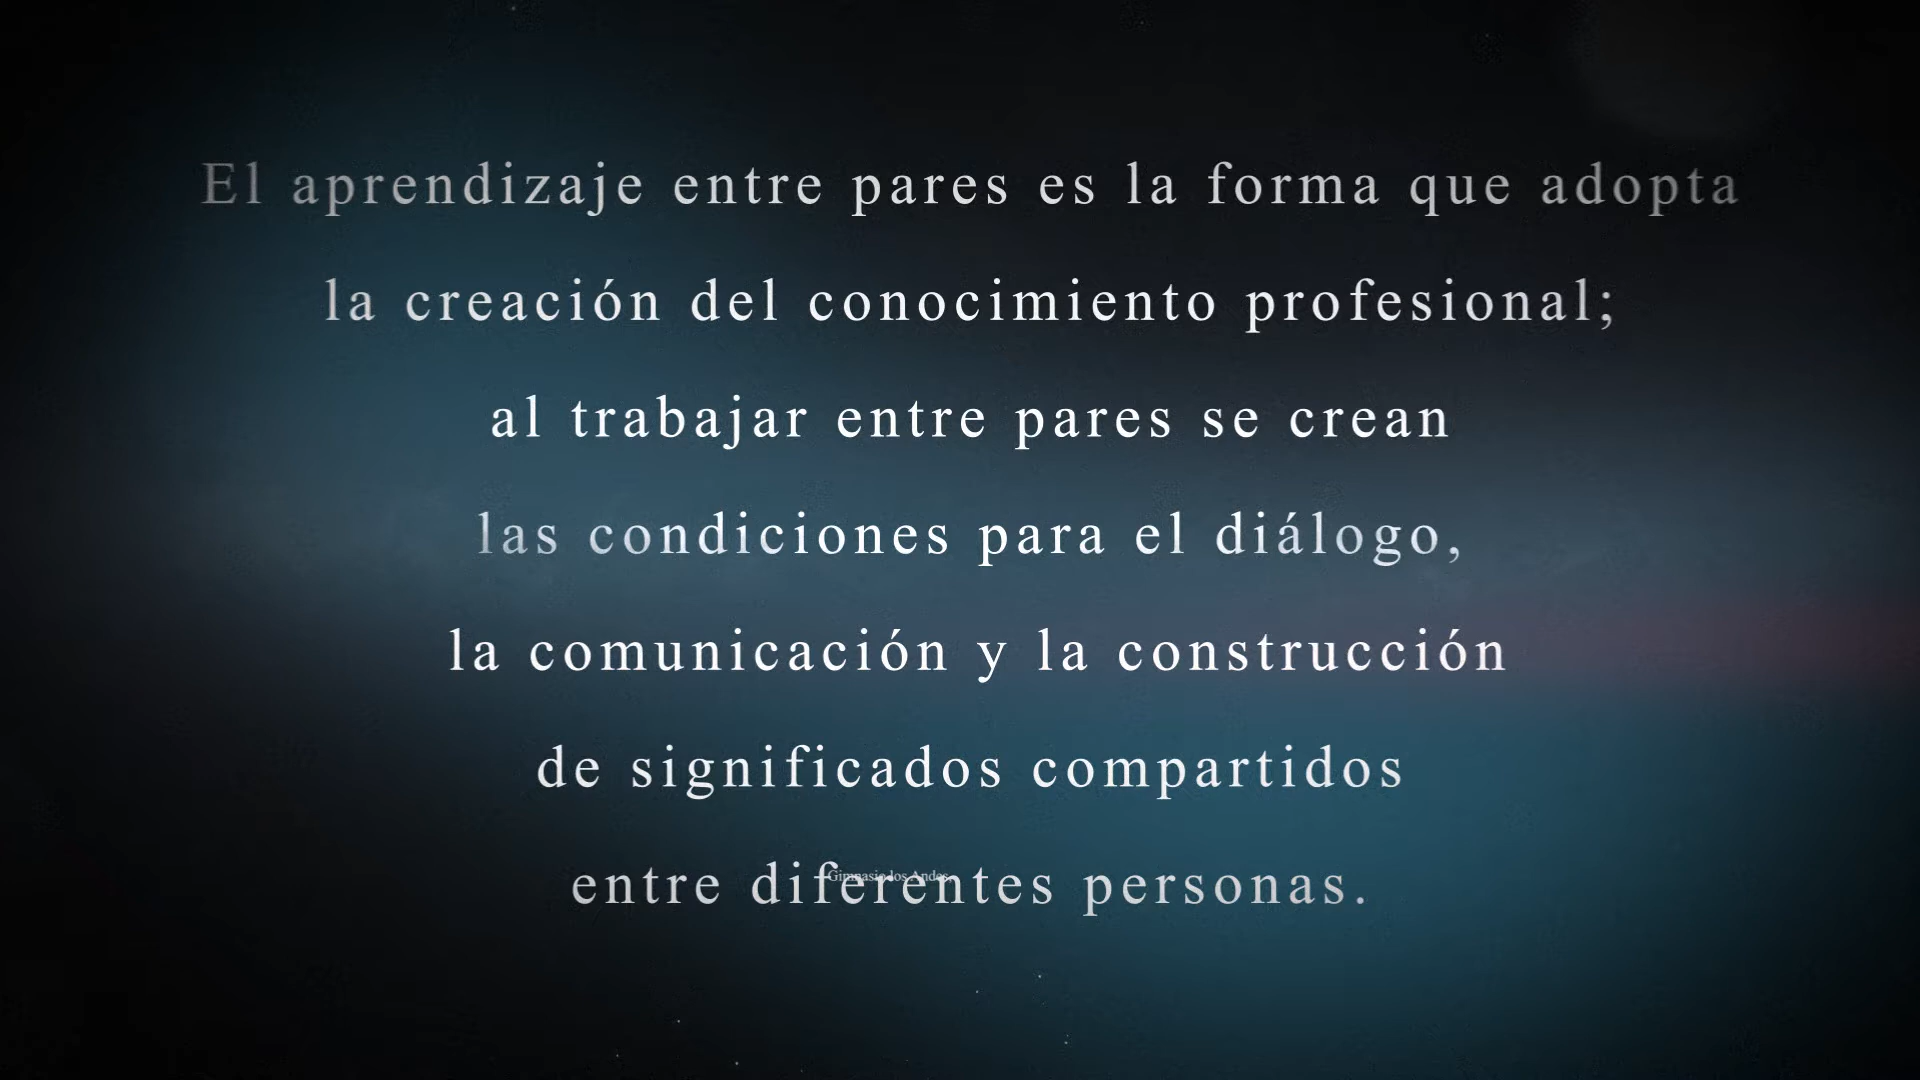 El aprendizaje entre pares es la forma que adopta
la creación del conocimiento profesional;
al trabajar entre pares se crean
las condiciones para el diálogo,
la comunicación y la construcción
de significados compartidos
entre diferentes personas.
Gimnasio los Andes